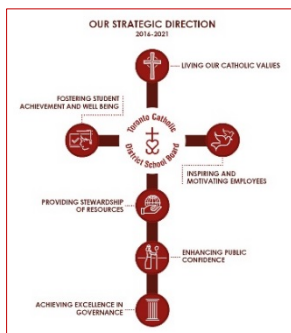 OUR STRATEGIC DIRECTION
2016-2021
LIVING OUR CATHOLIC VALUES
FOSTERING STUDENT
ACHIEVEMENT AND WELL BEING
Toronto Catholic
District School Board
INSPIRING AND
MOTIVATING EMPLOYEES
PROVIDING STEWARDSHIP
OF RESOURCES
ENHANCING PUBLIC
CONFIDENCE
ACHIEVING EXCELLENCE IN
GOVERNANCE